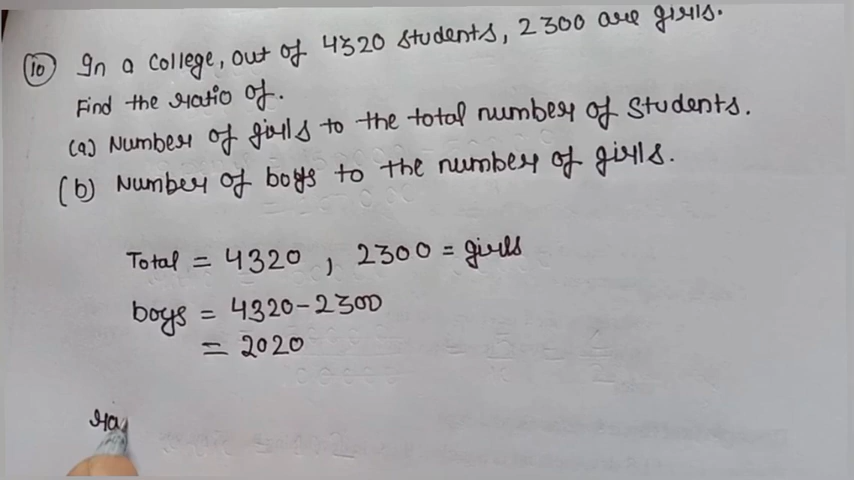 (10) In a college, out of 4320 students, 2300 are girls.
Find the ratio of.
(a) Number of girls to the total number of students.
(b) Number of boys to the number of girls.
Total = 4320 , 2300 = girls
boys = 4320-2300
= 2020
ra